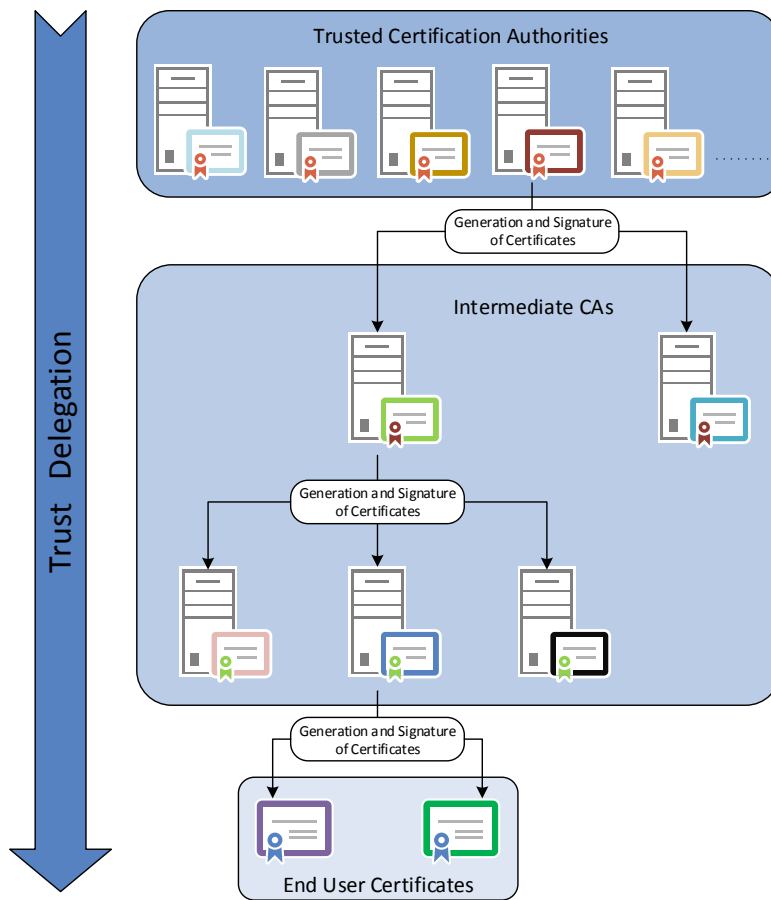 Trusted Certification Authorities
Generation and Signature
of Certificates
Intermediate CAs
Trust Delegation
Generation and Signature
of Certificates
Generation and Signature
of Certificates
End User Certificates